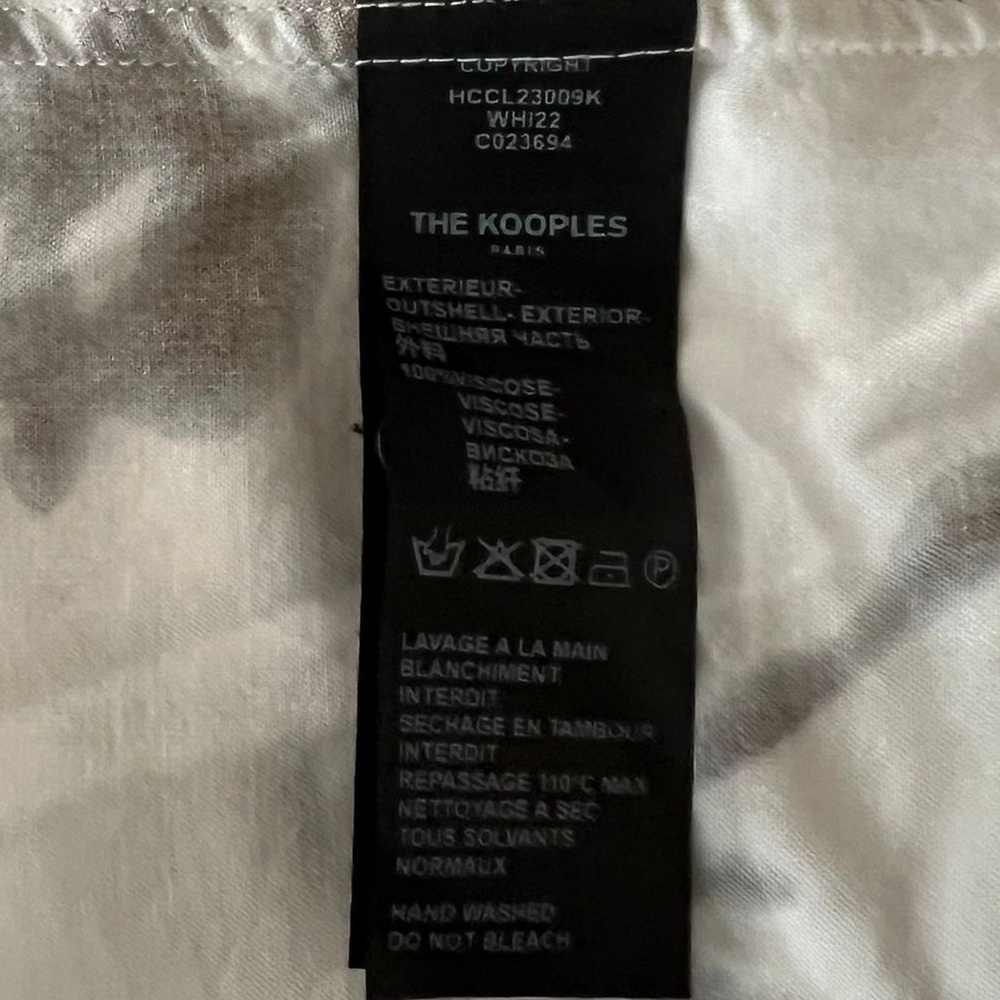 COPYRIGHT
HCCL23009K
WHI22
C023694
THE KOOPLES
PARIS
EXTERIEUR-
OUTSHELL- EXTERIOR-
ВНЕШНЯЯ ЧАСТЬ
外料
100%VISCOSE-
VISCOSE-
VISCOSA-
ВИСКОЗА
粘纤
P
LAVAGE A LA MAIN
BLANCHIMENT
INTERDIT
SECHAGE EN TAMBOUR
INTERDIT
REPASSAGE 110°C MAX
NETTOYAGE A SEC
TOUS SOLVANTS
NORMAUX
HAND WASHED
DO NOT BLEACH